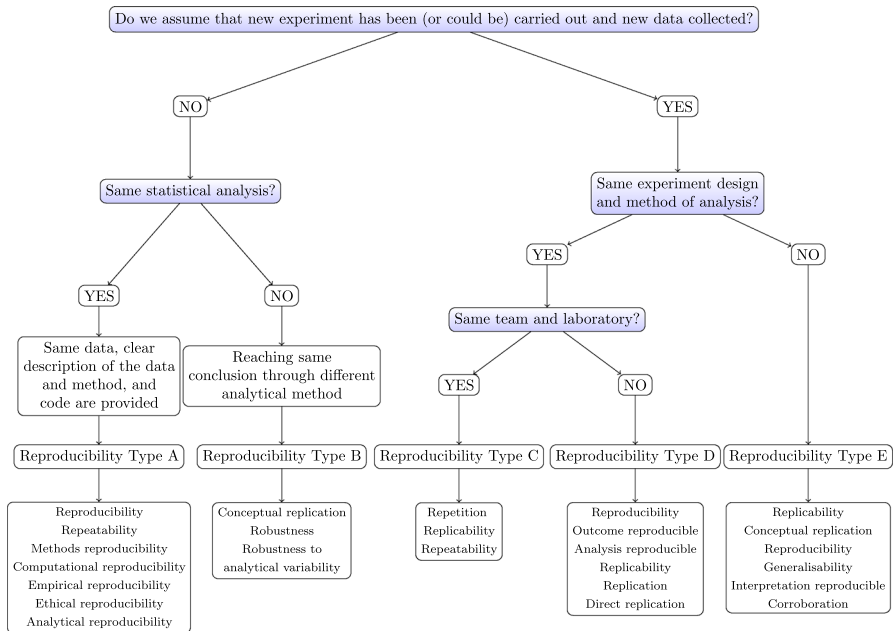 Do we assume that new experiment has been (or could be) carried out and new data collected?
NO
YES
Same statistical analysis?
Same experiment design
and method of analysis?
YES
NO
YES
NO
Same team and laboratory?
Same data, clear
description of the data
and method, and
code are provided
Reaching same
conclusion through different
analytical method
YES
NO
Reproducibility Type A
Reproducibility Type B
Reproducibility Type C
Reproducibility Type D
Reproducibility Type E
Reproducibility
Repeatability
Methods reproducibility
Computational reproducibility
Empirical reproducibility
Ethical reproducibility
Analytical reproducibility
Conceptual replication
Robustness
Robustness to
analytical variability
Repetition
Replicability
Repeatability
Reproducibility
Outcome reproducible
Analysis reproducible
Replicability
Replication
Direct replication
Replicability
Conceptual replication
Reproducibility
Generalisability
Interpretation reproducible
Corroboration